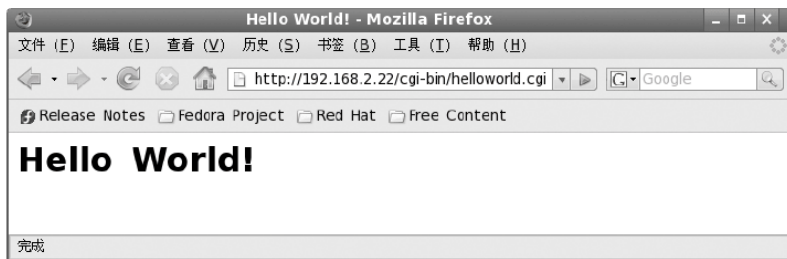 Hello World! - Mozilla Firefox
文件 (F) 编辑 (E) 查看 (V) 历史 (S) 书签 (B) 工具 (T) 帮助 (H)
http://192.168.2.22/cgi-bin/helloworld.cgi G Google
Release Notes Fedora Project Red Hat Free Content
Hello World!
完成